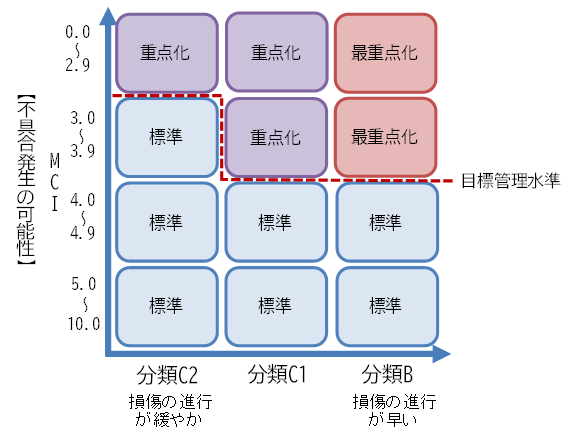 0.0
～
2.9
重点化
重点化
最重点化
【不具合発生の可能性】
MCI
3.0
～
3.9
標準
重点化
最重点化
目標管理水準
4.0
～
4.9
標準
標準
標準
5.0
～
10.0
標準
標準
標準
分類C2
分類C1
分類B
損傷の進行
が緩やか
損傷の進行
が早い